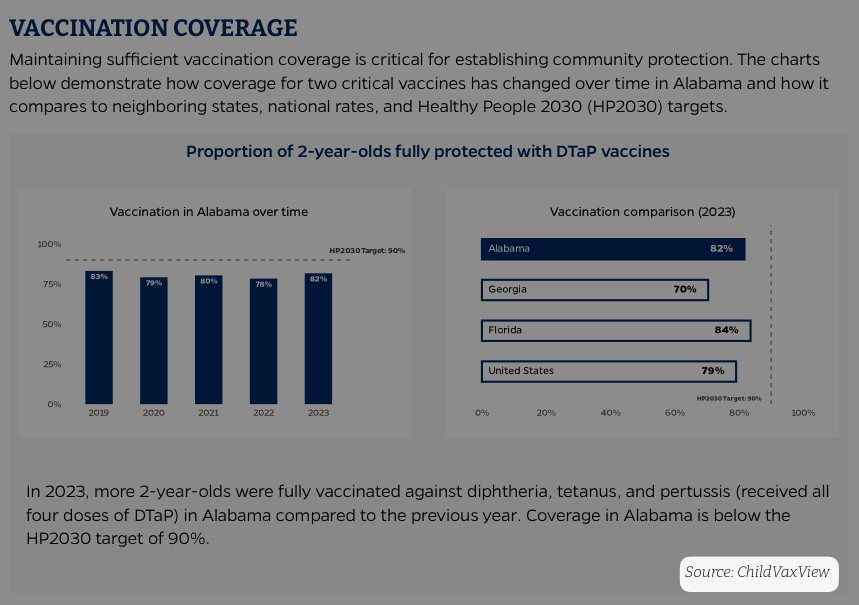 VACCINATION COVERAGE
Maintaining sufficient vaccination coverage is critical for establishing community protection. The charts
below demonstrate how coverage for two critical vaccines has changed over time in Alabama and how it
compares to neighboring states, national rates, and Healthy People 2030 (HP2030) targets.
Proportion of 2-year-olds fully protected with DTaP vaccines
Vaccination in Alabama over time
HP2030 Target: 90%
100%
75%
50%
25%
0%
83%
79%
80%
78%
82%
2019
2020
2021
2022
2023
Vaccination comparison (2023)
Alabama 82%
Georgia 70%
Florida 84%
United States 79%
HP2030 Target: 90%
0% 20% 40% 60% 80% 100%
In 2023, more 2-year-olds were fully vaccinated against diphtheria, tetanus, and pertussis (received all
four doses of DTaP) in Alabama compared to the previous year. Coverage in Alabama is below the
HP2030 target of 90%.
Source: ChildVaxView